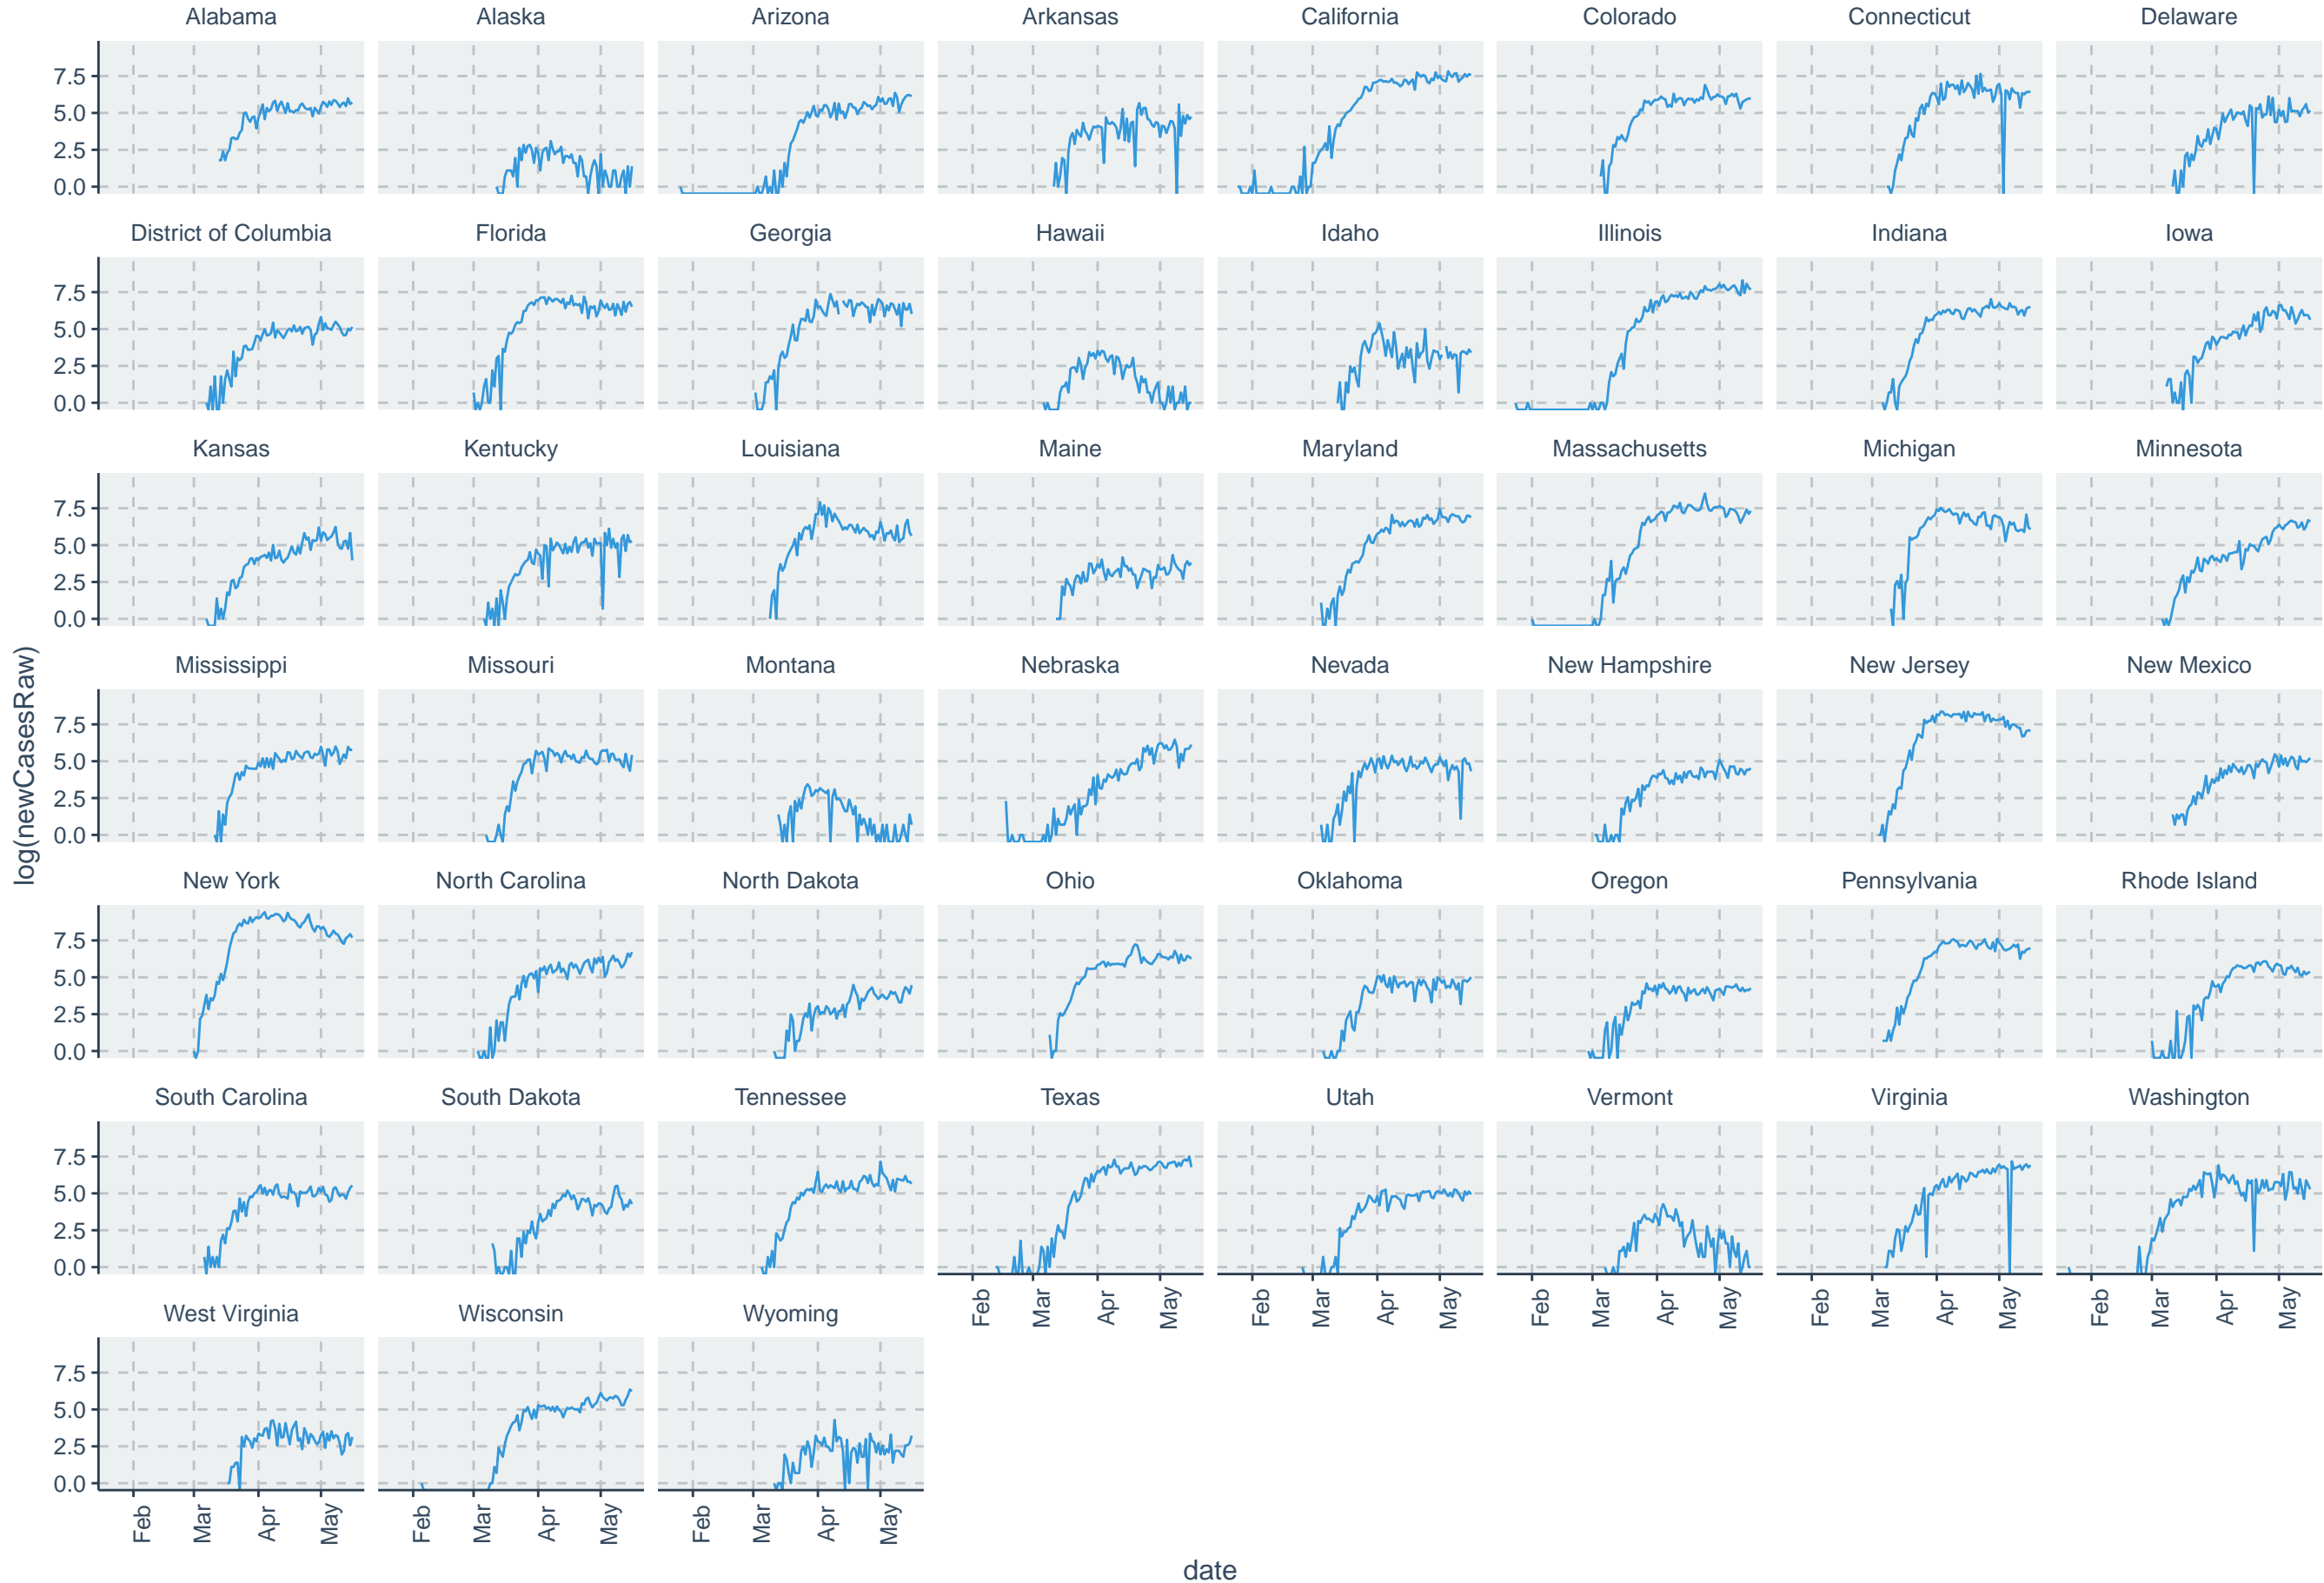 Alabama Alaska Arizona Arkansas California Colorado Connecticut Delaware
7.5
5.0
2.5
0.0
District of Columbia Florida Georgia Hawaii Idaho Illinois Indiana Iowa
7.5
5.0
2.5
0.0
Kansas Kentucky Louisiana Maine Maryland Massachusetts Michigan Minnesota
7.5
5.0
2.5
0.0
Mississippi Missouri Montana Nebraska Nevada New Hampshire New Jersey New Mexico
7.5
5.0
2.5
0.0
log(newCasesRaw)
New York North Carolina North Dakota Ohio Oklahoma Oregon Pennsylvania Rhode Island
7.5
5.0
2.5
0.0
South Carolina South Dakota Tennessee Texas Utah Vermont Virginia Washington
7.5
5.0
2.5
0.0
Feb Mar Apr May Feb Mar Apr May Feb Mar Apr May Feb Mar Apr May Feb Mar Apr May
West Virginia Wisconsin Wyoming
7.5
5.0
2.5
0.0
Feb Mar Apr May Feb Mar Apr May Feb Mar Apr May
date